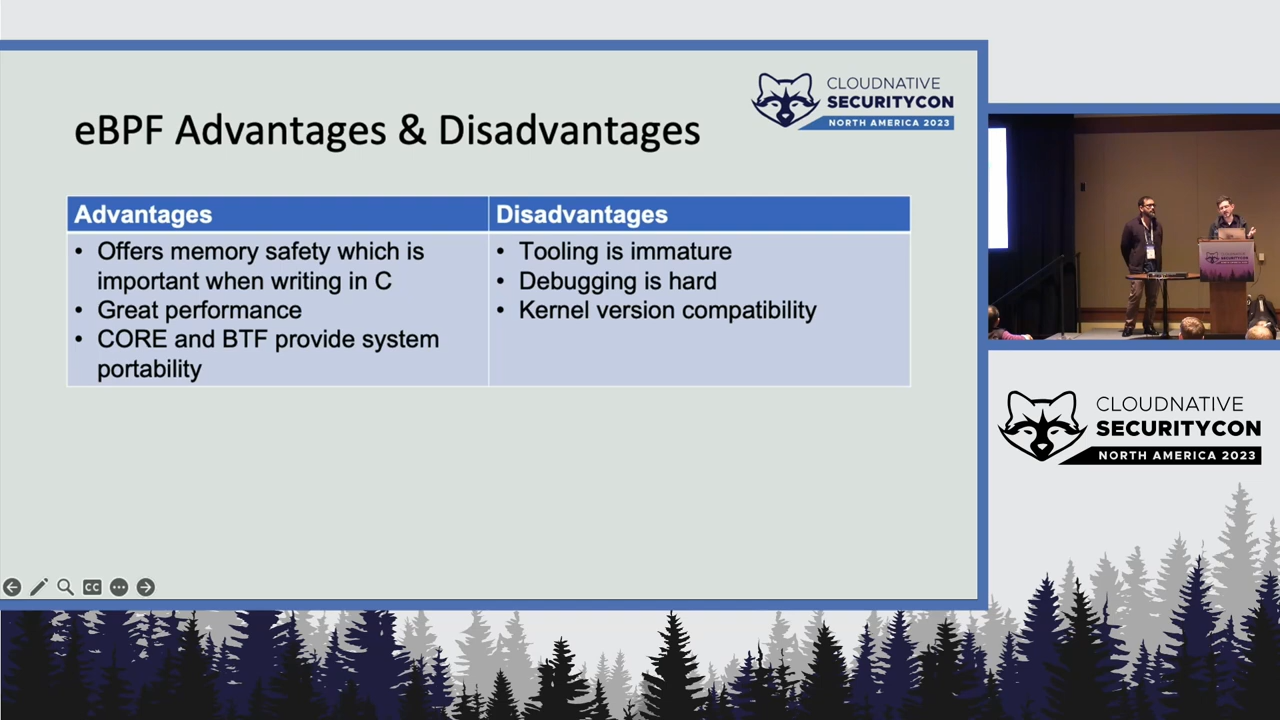 eBPF Advantages & Disadvantages
CLOUDNATIVE
SECURITYCON
NORTH AMERICA 2023
Advantages
• Offers memory safety which is
important when writing in C
• Great performance
• CORE and BTF provide system
portability
Disadvantages
• Tooling is immature
• Debugging is hard
• Kernel version compatibility
CC
CLOUDNATIVE
SECURITYCON
NORTH AMERICA 2023
SECURITYCON